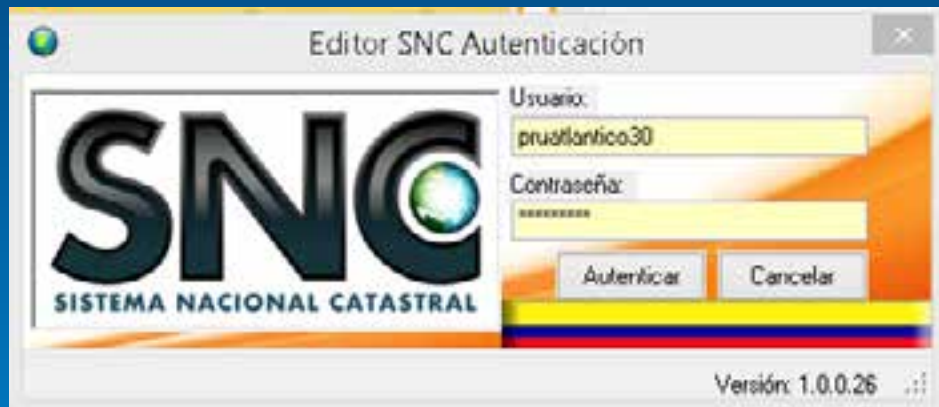 Editor SNC Autenticación
SNC
SISTEMA NACIONAL CATASTRAL
Usuario:
pruatlantico30
Contraseña:
*********
Autenticar
Cancelar
Versión: 1.0.0.26